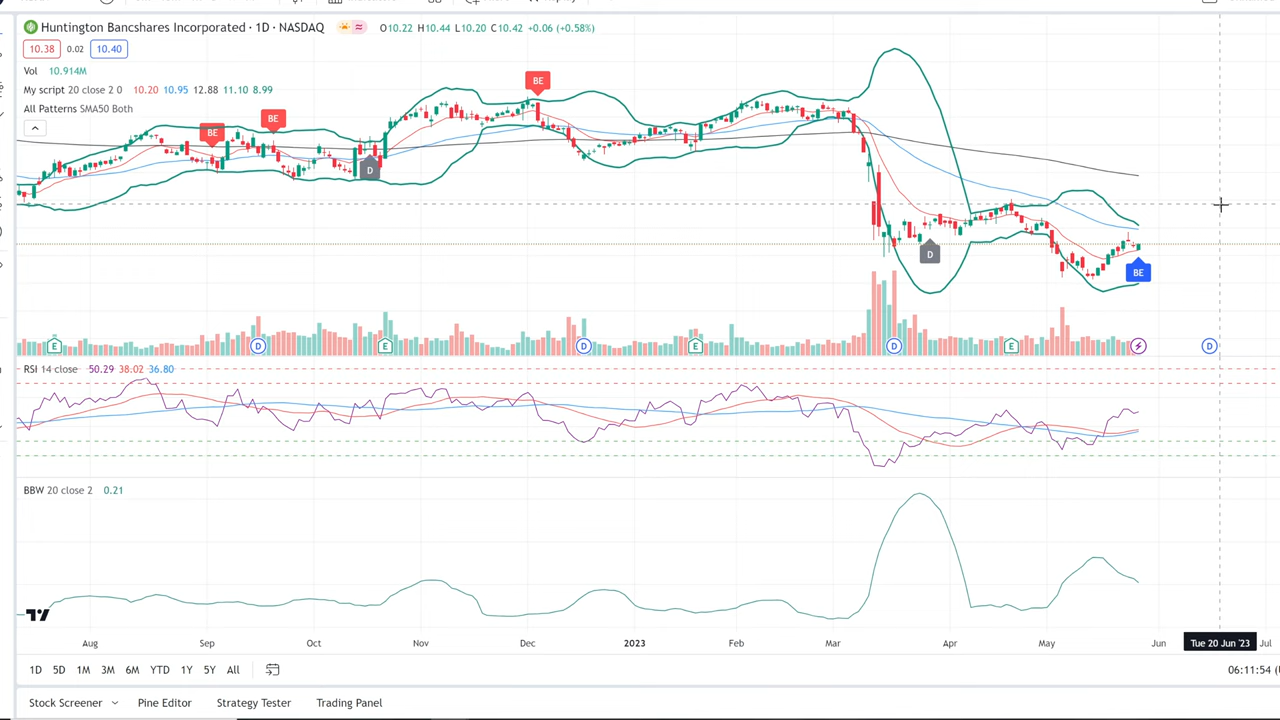 Huntington Bancshares Incorporated · 1D · NASDAQ O10.22 H10.44 L10.20 C10.42 +0.06 (+0.58%)
10.38 0.02 10.40
Vol 10.914M
My script 20 close 2 0 10.20 10.95 12.88 11.10 8.99
All Patterns SMA50 Both
BE
BE
BE
D
D
BE
E D E D E D E D
RSI 14 close 50.29 38.02 36.80
BBW 20 close 2 0.21
Aug Sep Oct Nov Dec 2023 Feb Mar Apr May Jun Tue 20 Jun '23 Jul
1D 5D 1M 3M 6M YTD 1Y 5Y All 06:11:54 (
Stock Screener Pine Editor Strategy Tester Trading Panel